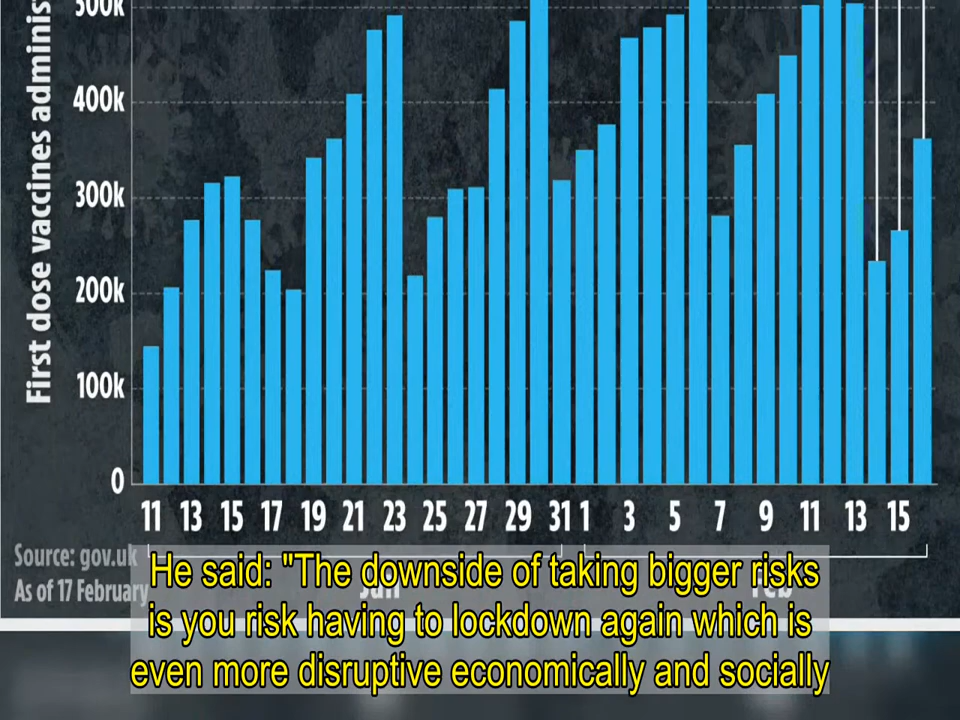 500k
First dose vaccines
400k
300k
200k
100k
0
11 13 15 17 19 21 23 25 27 29 31 1 3 5 7 9 11 13 15
Source: gov.uk
As of 17 February
Jan Feb
He said: "The downside of taking bigger risks
is you risk having to lockdown again which is
even more disruptive economically and socially